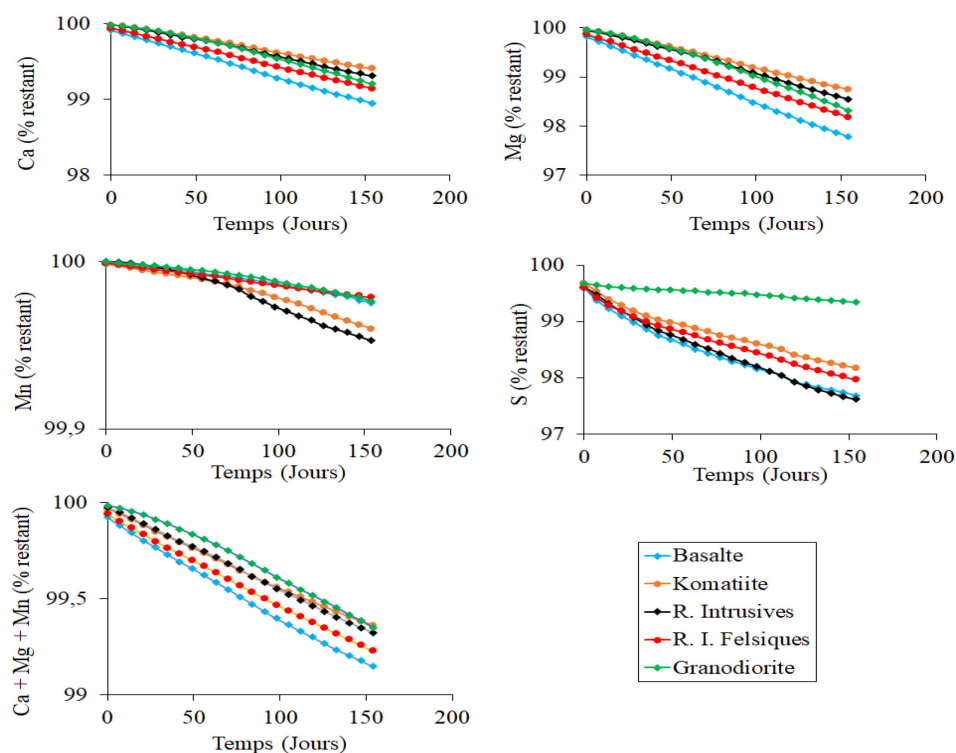 Ca (% restant)
100
99
98
0 50 100 150 200
Temps (Jours)
Mg (% restant)
100
99
98
97
0 50 100 150 200
Temps (Jours)
Mn (% restant)
100
99,9
0 50 100 150 200
Temps (Jours)
S (% restant)
100
99
98
97
0 50 100 150 200
Temps (Jours)
Ca + Mg + Mn (% restant)
100
99,5
99
0 50 100 150 200
Temps (Jours)
Basalte
Komatiite
R. Intrusives
R. I. Felsiques
Granodiorite